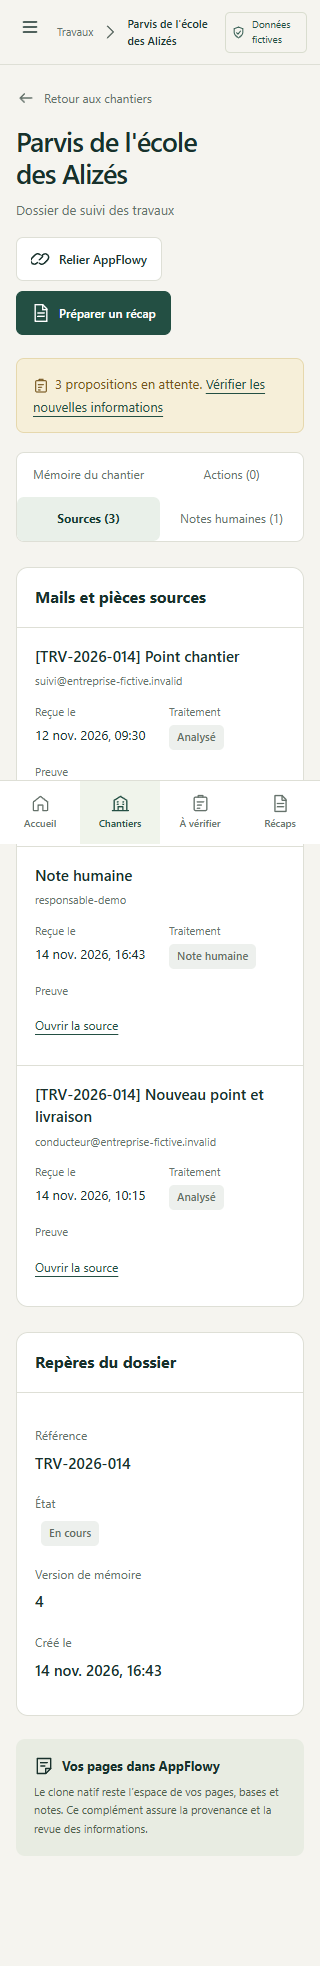 Travaux
Parvis de l'école
des Alizés
Données
fictives
Retour aux chantiers
Parvis de l'école
des Alizés
Dossier de suivi des travaux
Relier AppFlowy
Préparer un récap
3 propositions en attente. Vérifier les
nouvelles informations
Mémoire du chantier
Actions (0)
Sources (3)
Notes humaines (1)
Mails et pièces sources
[TRV-2026-014] Point chantier
suivi@entreprise-fictive.invalid
Reçue le
Traitement
12 nov. 2026, 09:30
Analysé
Preuve
Accueil
Chantiers
À vérifier
Récaps
Note humaine
responsable-demo
Reçue le
Traitement
14 nov. 2026, 16:43
Note humaine
Preuve
Ouvrir la source
[TRV-2026-014] Nouveau point et
livraison
conducteur@entreprise-fictive.invalid
Reçue le
Traitement
14 nov. 2026, 10:15
Analysé
Preuve
Ouvrir la source
Repères du dossier
Référence
TRV-2026-014
État
En cours
Version de mémoire
4
Créé le
14 nov. 2026, 16:43
Vos pages dans AppFlowy
Le clone natif reste l'espace de vos pages, bases et
notes. Ce complément assure la provenance et la
revue des informations.